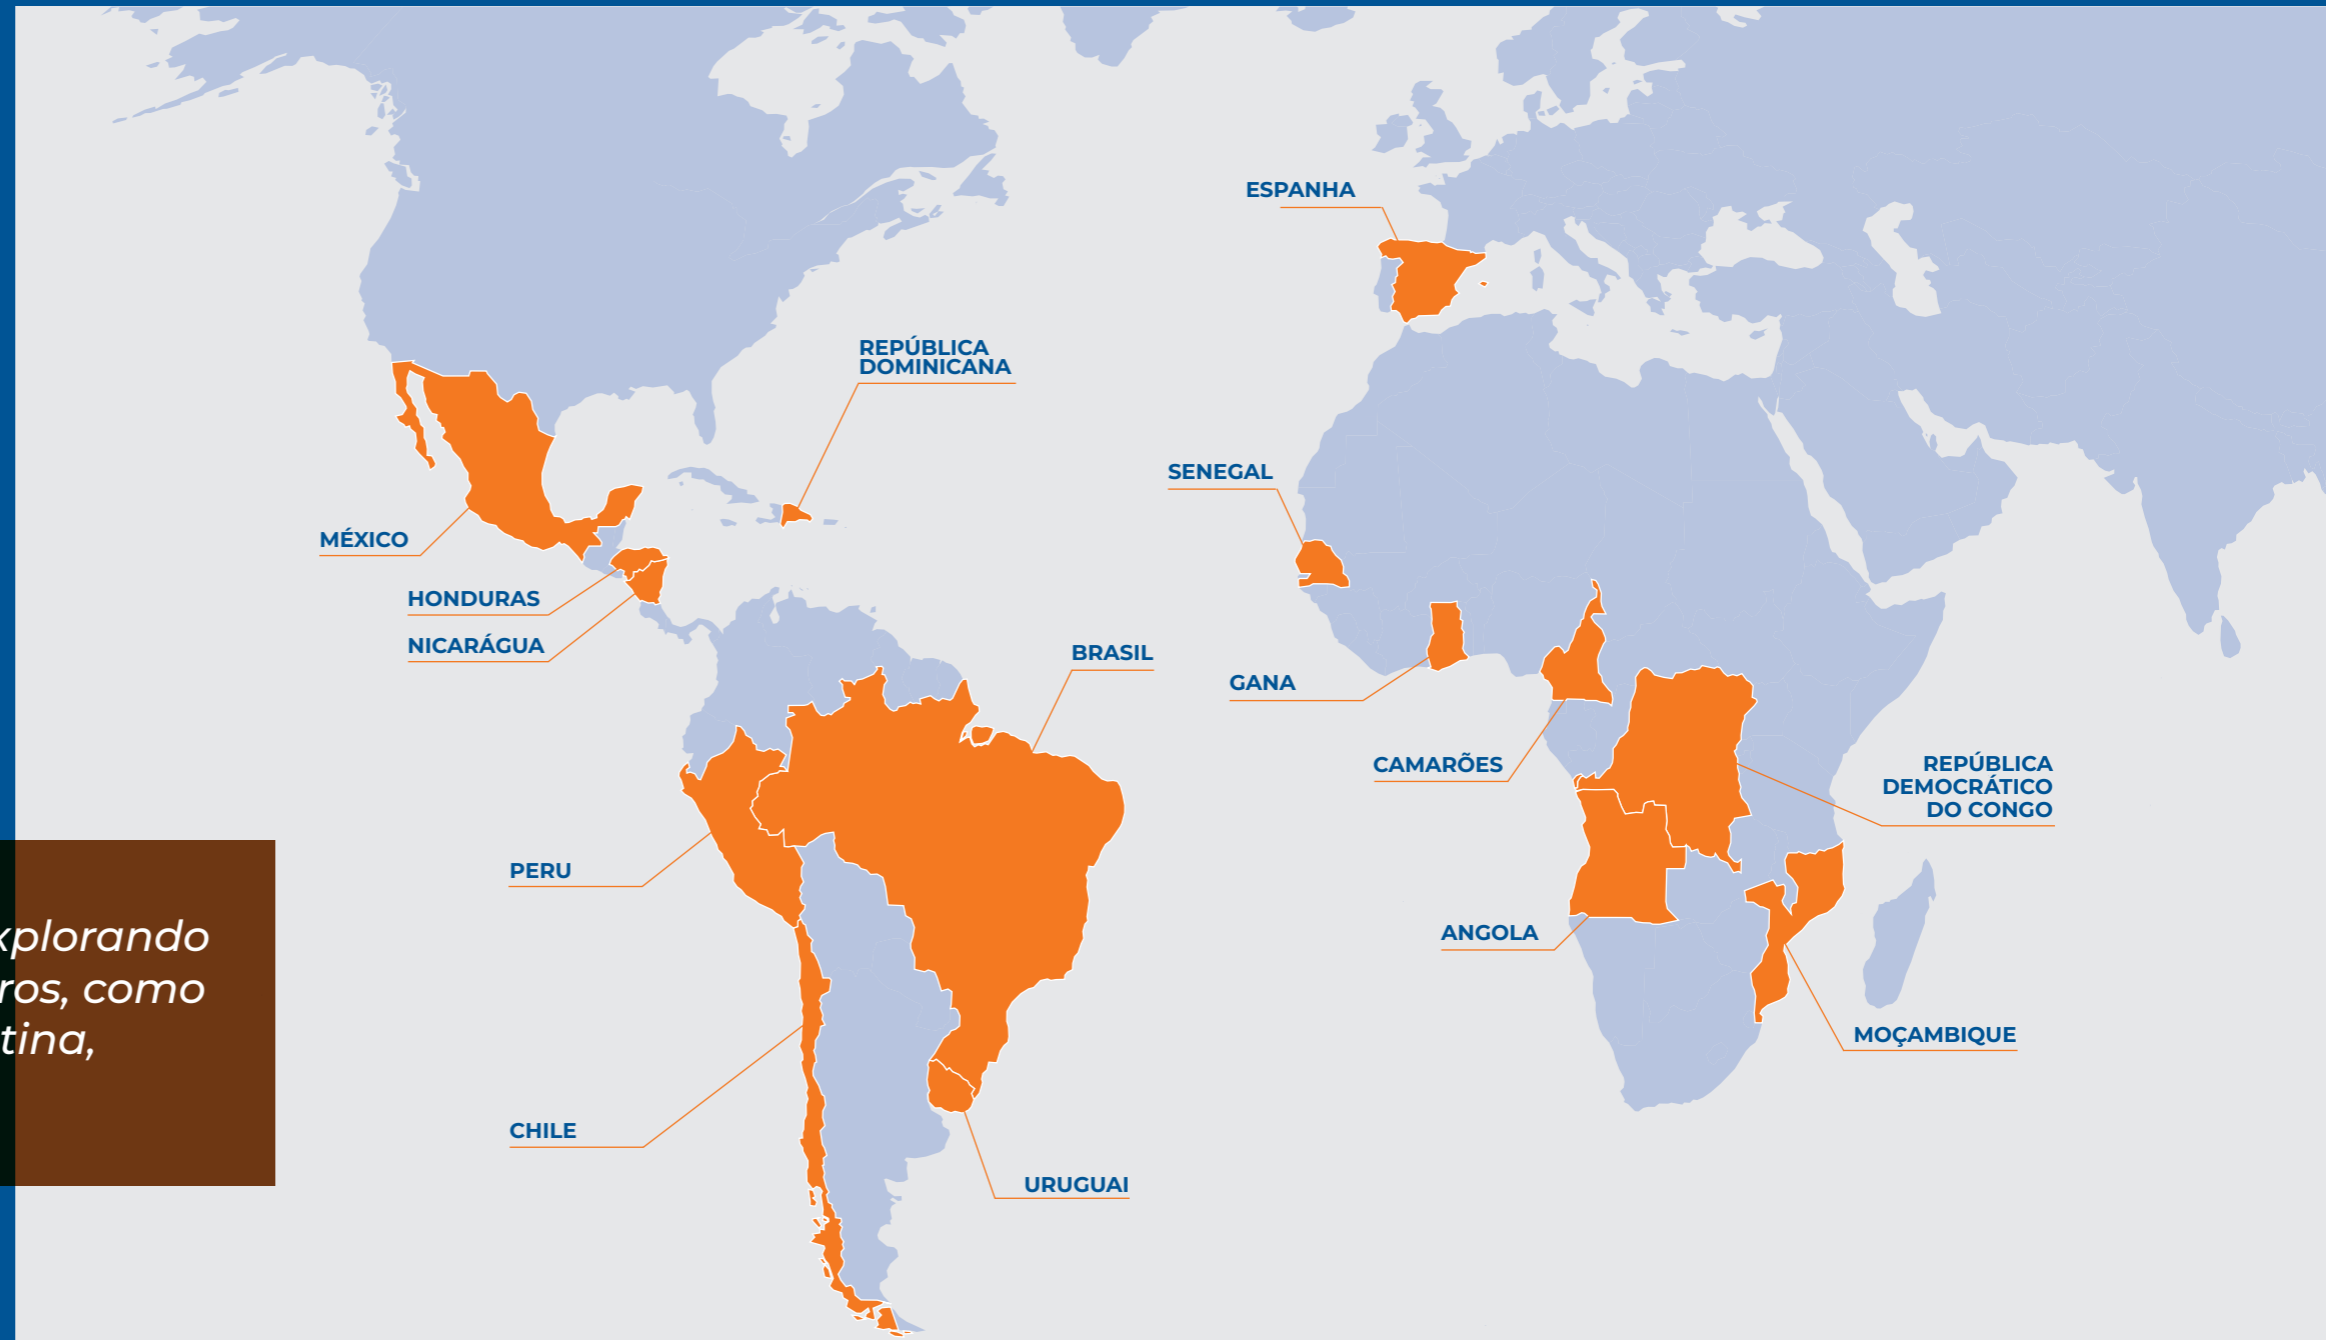 ESPANHA
REPÚBLICA
DOMINICANA
SENEGAL
MÉXICO
HONDURAS
NICARÁGUA
BRASIL
GANA
CAMARÕES
REPÚBLICA
DEMOCRÁTICO
DO CONGO
PERU
ANGOLA
xplorando
ros, como
tina,
MOÇAMBIQUE
CHILE
URUGUAI